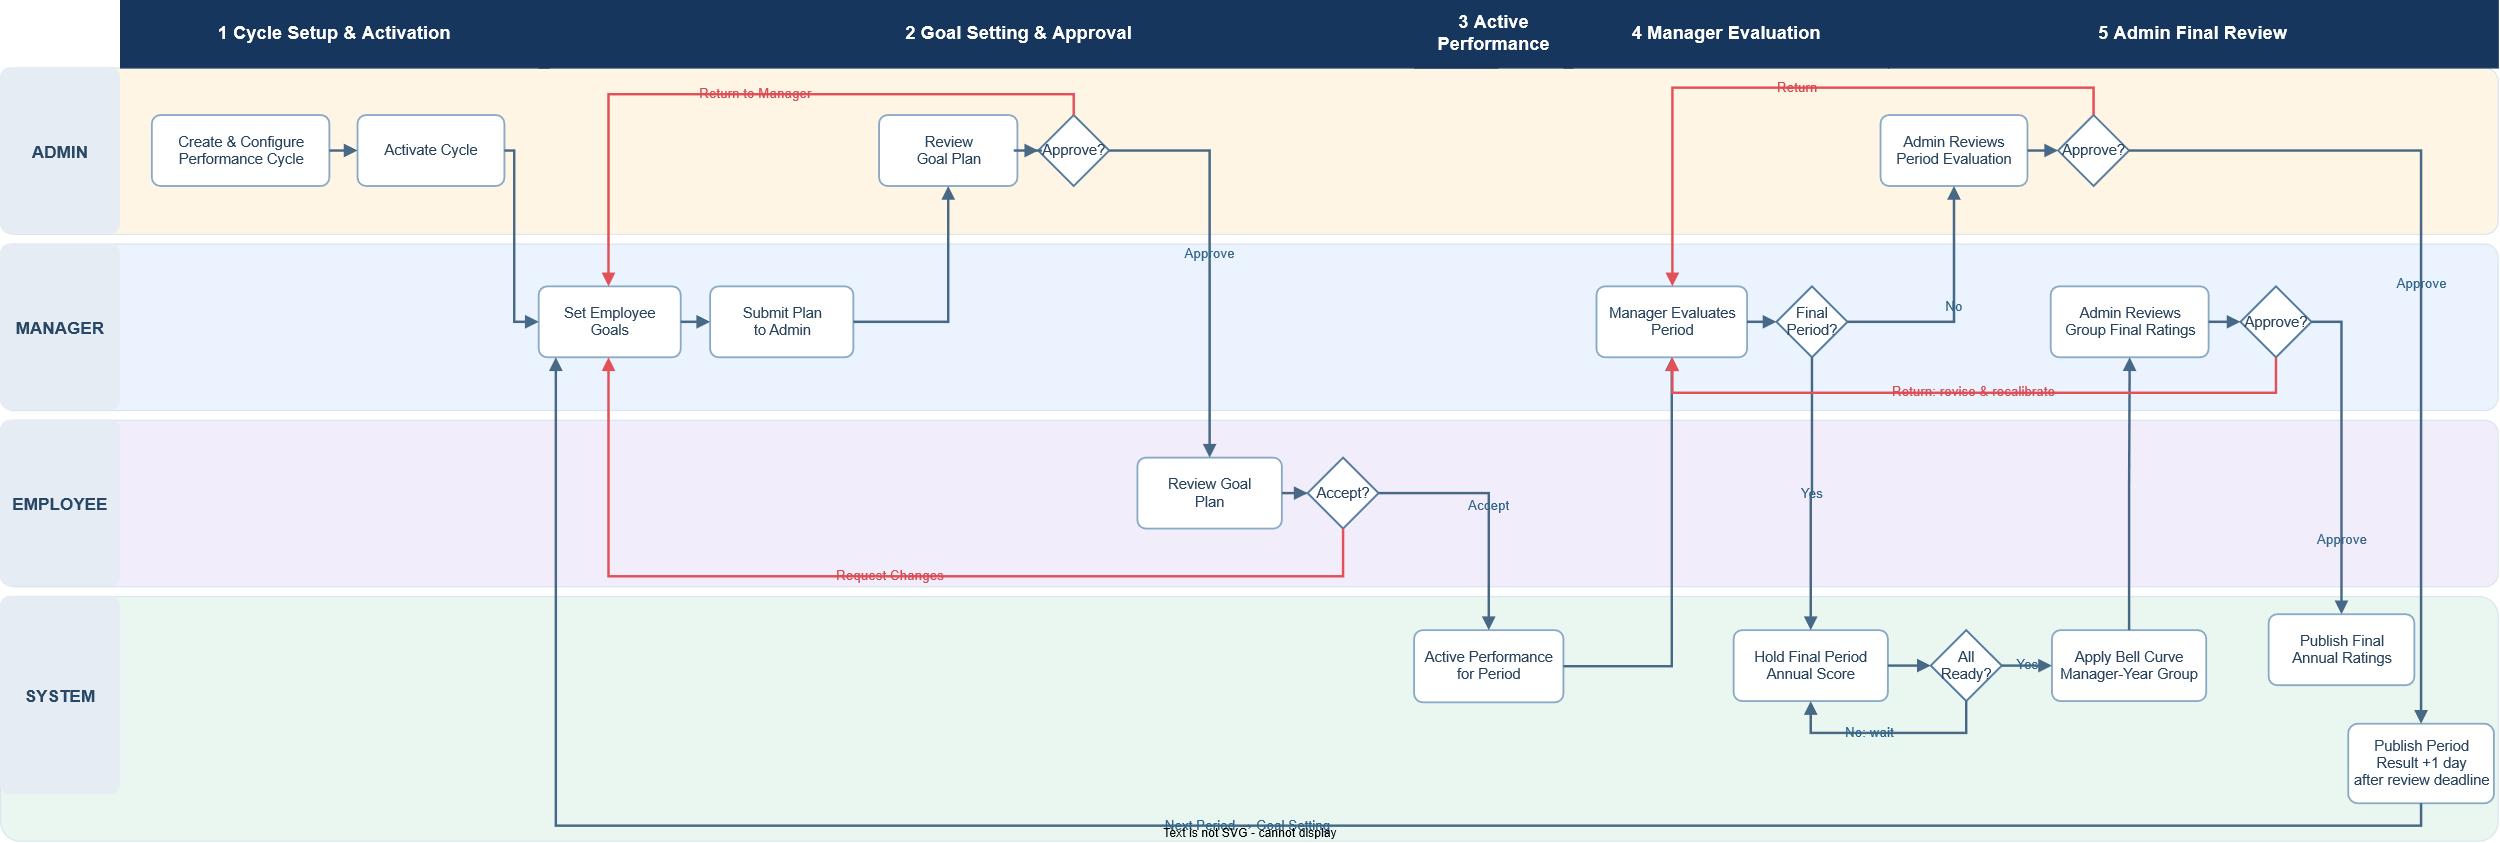 1 Cycle Setup & Activation
2 Goal Setting & Approval
3 Active
Performance
4 Manager Evaluation
5 Admin Final Review
ADMIN
Create & Configure
Performance Cycle
Activate Cycle
Return to Manager
Review
Goal Plan
Approve?
Return
Admin Reviews
Period Evaluation
Approve?
Approve
MANAGER
Set Employee
Goals
Submit Plan
to Admin
Manager Evaluates
Period
Final
Period?
No
Admin Reviews
Group Final Ratings
Approve?
Approve
Return: revise & recalibrate
EMPLOYEE
Review Goal
Plan
Accept?
Accept
Yes
Approve
Request Changes
SYSTEM
Active Performance
for Period
Hold Final Period
Annual Score
All
Ready?
Yes
Apply Bell Curve
Manager-Year Group
Publish Final
Annual Ratings
No: wait
Publish Period
Result +1 day
after review deadline
Next Period → Goal Setting
Text is not SVG - cannot display